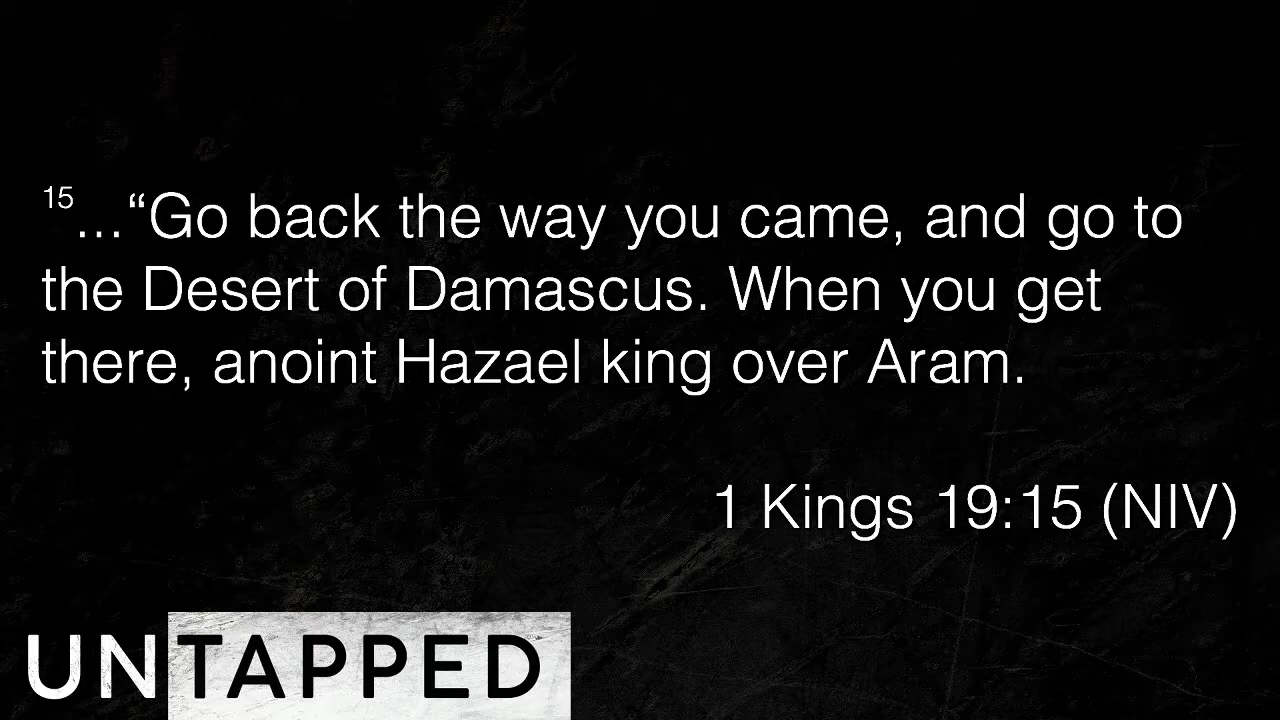 15...“Go back the way you came, and go to
the Desert of Damascus. When you get
there, anoint Hazael king over Aram.
1 Kings 19:15 (NIV)
UNTAPPED